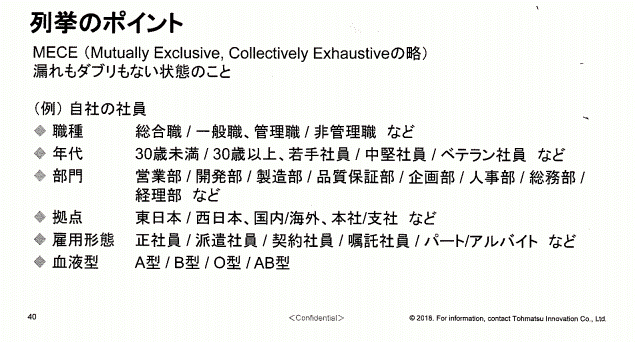 列挙のポイント
MECE（Mutually Exclusive, Collectively Exhaustiveの略）
漏れもダブリもない状態のこと
（例）自社の社員
◆ 職種 総合職 / 一般職、管理職 / 非管理職 など
◆ 年代 30歳未満 / 30歳以上、若手社員 / 中堅社員 / ベテラン社員 など
◆ 部門 営業部 / 開発部 / 製造部 / 品質保証部 / 企画部 / 人事部 / 総務部 /
経理部 など
◆ 拠点 東日本 / 西日本、国内/海外、本社/支社 など
◆ 雇用形態 正社員 / 派遣社員 / 契約社員 / 嘱託社員 / パート/アルバイト など
◆ 血液型 A型 / B型 / O型 / AB型
40 <Confidential> © 2018. For information, contact Tohmatsu Innovation Co., Ltd.